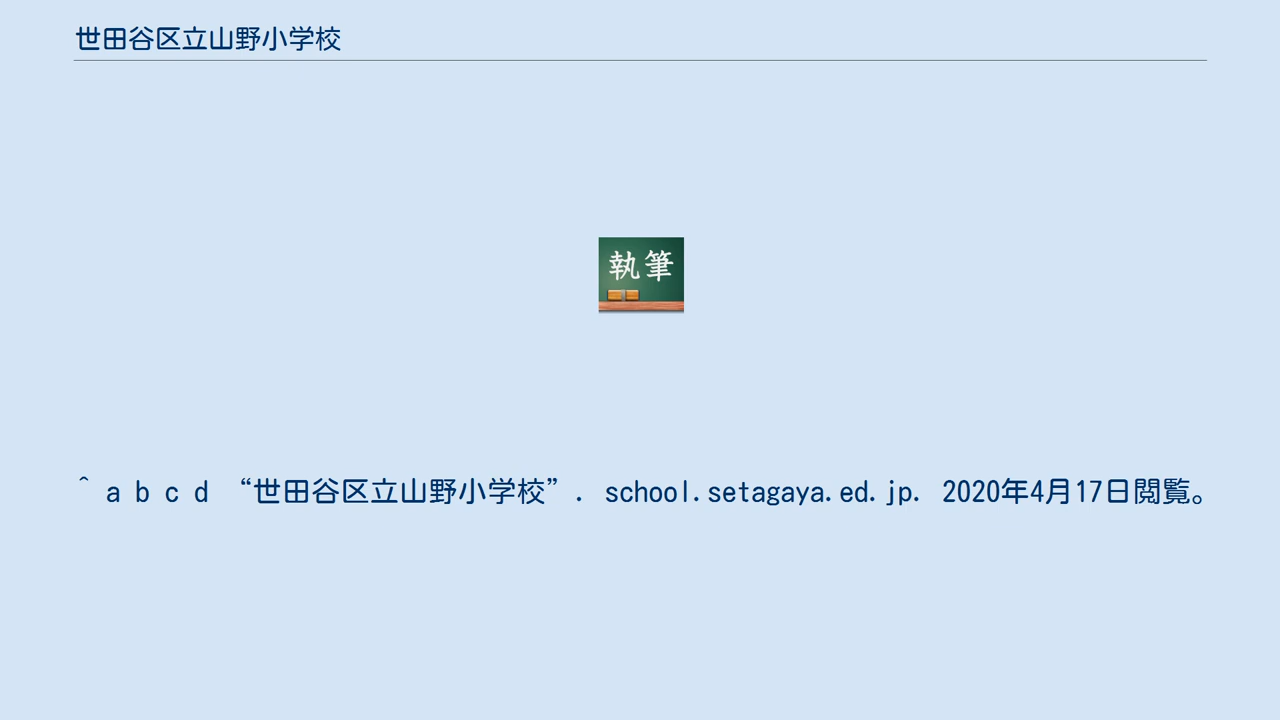 世田谷区立山野小学校
執筆
^ a b c d “世田谷区立山野小学校”. school.setagaya.ed.jp. 2020年4月17日閲覧。